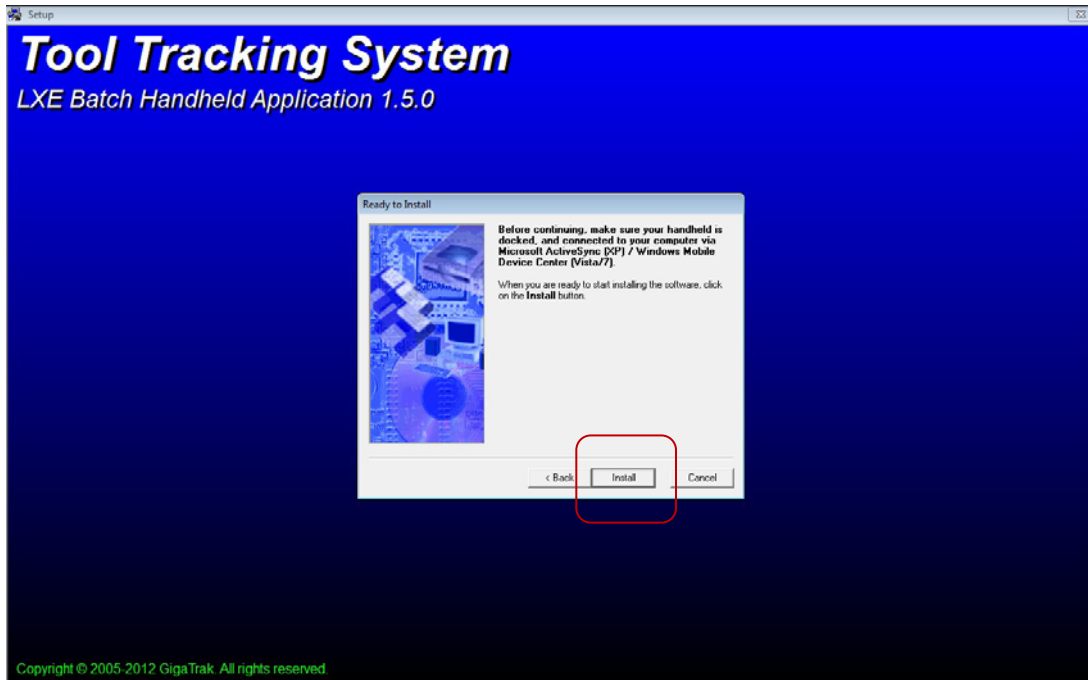 Setup
Tool Tracking System
LXE Batch Handheld Application 1.5.0
Ready to Install
Before continuing, make sure your handheld is
docked, and connected to your computer via
Microsoft ActiveSync (XP) / Windows Mobile
Device Center (Vista/7).
When you are ready to start installing the software, click
on the Install button.
< Back Install Cancel
Copyright © 2005-2012 GigaTrak. All rights reserved.